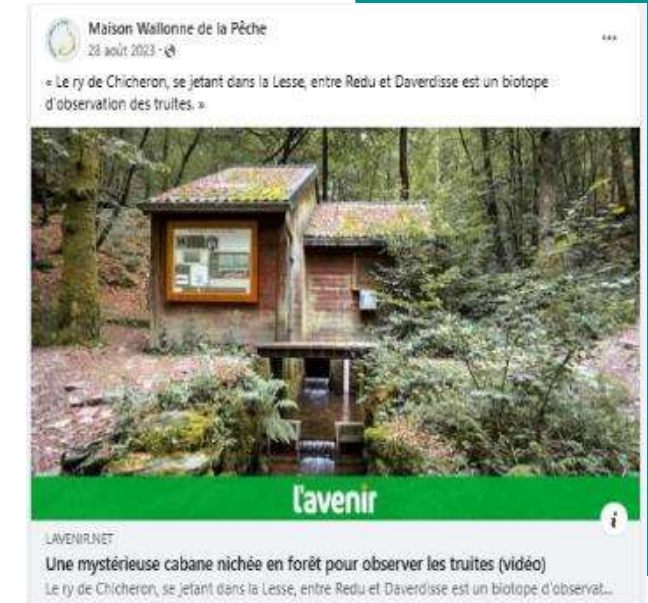 Maison Wallonne de la Pêche
28 août 2023 ·
« Le ry de Chicheron, se jetant dans la Lesse, entre Redu et Daverdisse est un biotope
d'observation des truites. »
l'avenir
i
LAVENIR.NET
Une mystérieuse cabane nichée en forêt pour observer les truites (vidéo)
Le ry de Chicheron, se jetant dans la Lesse, entre Redu et Daverdisse est un biotope d'observat...